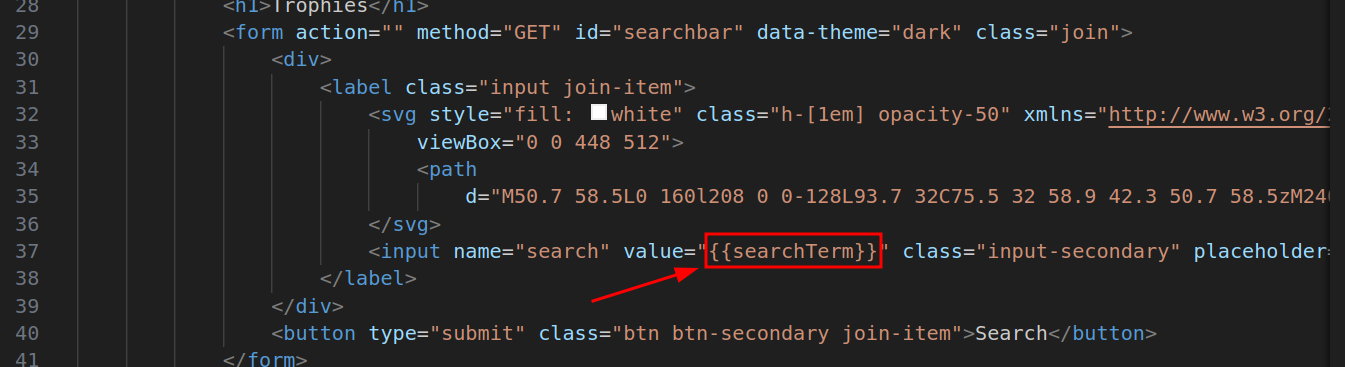 28 <h1>Trophies</h1>
29 <form action="" method="GET" id="searchbar" data-theme="dark" class="join">
30 <div>
31 <label class="input join-item">
32 <svg style="fill: white" class="h-[1em] opacity-50" xmlns="http://www.w3.org/
33 viewBox="0 0 448 512">
34 <path
35 d="M50.7 58.5L0 160l208 0 0-128L93.7 32C75.5 32 58.9 42.3 50.7 58.5zM240
36 </svg>
37 <input name="search" value="{{searchTerm}}" class="input-secondary" placeholder=
38 </label>
39 </div>
40 <button type="submit" class="btn btn-secondary join-item">Search</button>
41 </form>